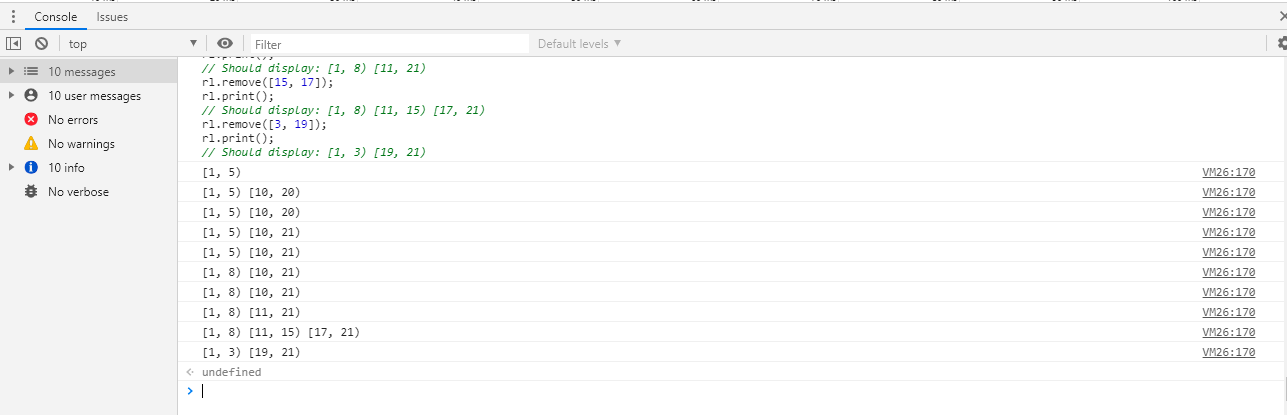 Console Issues
top Filter Default levels
10 messages
10 user messages
No errors
No warnings
10 info
No verbose
rl.print();
// Should display: [1, 8) [11, 21)
rl.remove([15, 17]);
rl.print();
// Should display: [1, 8) [11, 15) [17, 21)
rl.remove([3, 19]);
rl.print();
// Should display: [1, 3) [19, 21)
[1, 5) VM26:170
[1, 5) [10, 20) VM26:170
[1, 5) [10, 20) VM26:170
[1, 5) [10, 21) VM26:170
[1, 5) [10, 21) VM26:170
[1, 8) [10, 21) VM26:170
[1, 8) [10, 21) VM26:170
[1, 8) [11, 21) VM26:170
[1, 8) [11, 15) [17, 21) VM26:170
[1, 3) [19, 21) VM26:170
undefined